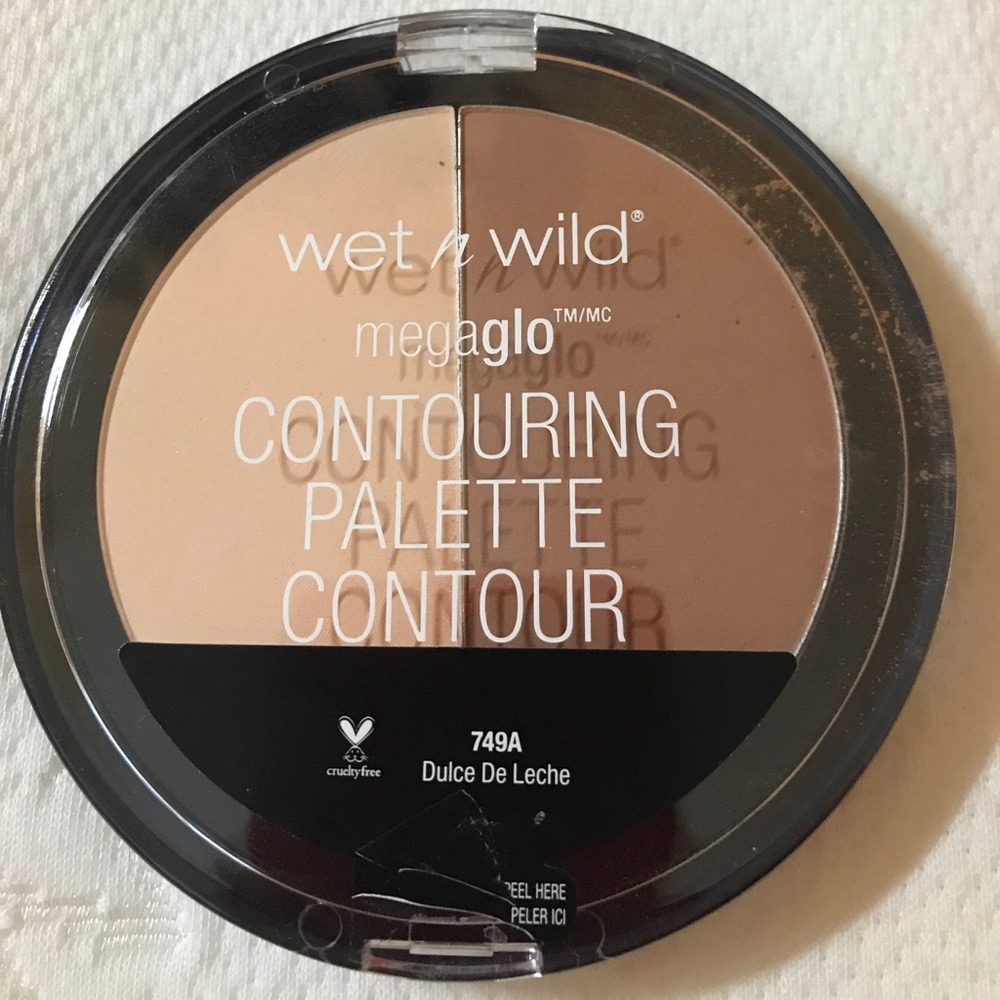 wet n wild®
megaglo™/MC
CONTOURING
PALETTE
CONTOUR
749A
Dulce De Leche
crueltyfree
PEEL HERE
PELER ICI